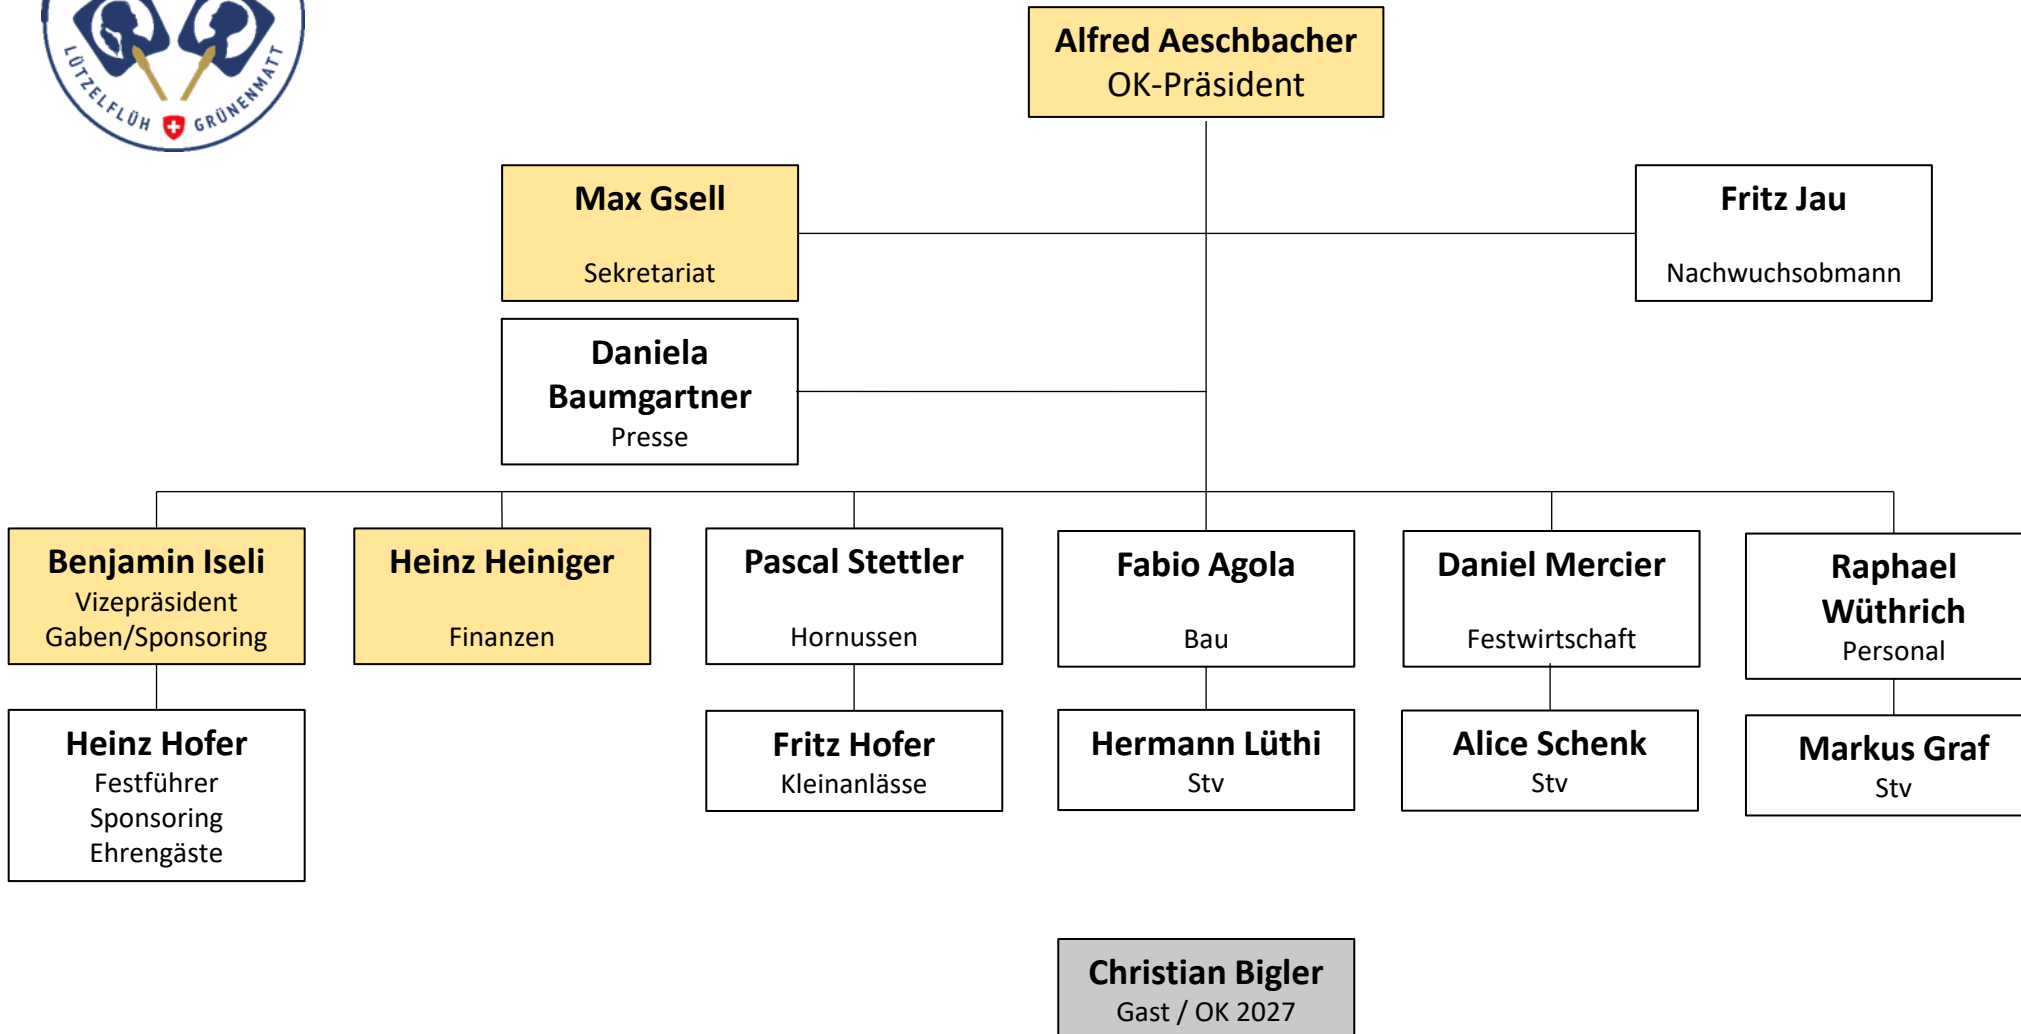 LÜTZELFLÜH GRÜNENMATT
Alfred Aeschbacher
OK-Präsident
Max Gsell
Sekretariat
Fritz Jau
Nachwuchsobmann
Daniela
Baumgartner
Presse
Benjamin Iseli
Vizepräsident
Gaben/Sponsoring
Heinz Heiniger
Finanzen
Pascal Stettler
Hornussen
Fabio Agola
Bau
Daniel Mercier
Festwirtschaft
Raphael
Wüthrich
Personal
Heinz Hofer
Festführer
Sponsoring
Ehrengäste
Fritz Hofer
Kleinanlässe
Hermann Lüthi
Stv
Alice Schenk
Stv
Markus Graf
Stv
Christian Bigler
Gast / OK 2027